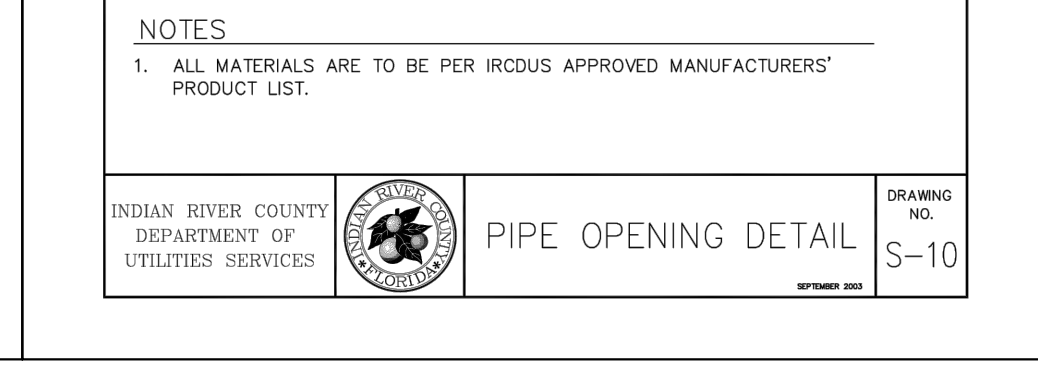 NOTES
1. ALL MATERIALS ARE TO BE PER IRCDUS APPROVED MANUFACTURERS'
PRODUCT LIST.
INDIAN RIVER COUNTY
DEPARTMENT OF
UTILITIES SERVICES
INDIAN RIVER COUNTY
*FLORIDA*
PIPE OPENING DETAIL
SEPTEMBER 2003
DRAWING
NO.
S-10